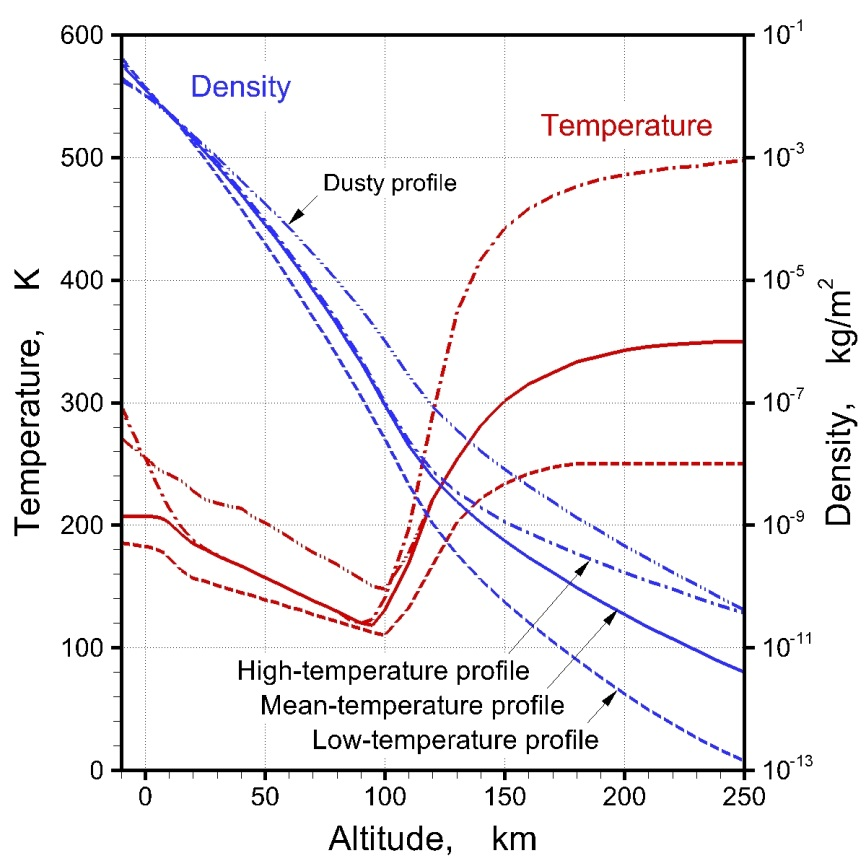 600
500
400
300
200
100
0
Temperature, K
10-1
10-3
10-5
10-7
10-9
10-11
10-13
Density, kg/m2
Density
Temperature
Dusty profile
High-temperature profile
Mean-temperature profile
Low-temperature profile
0 50 100 150 200 250
Altitude, km